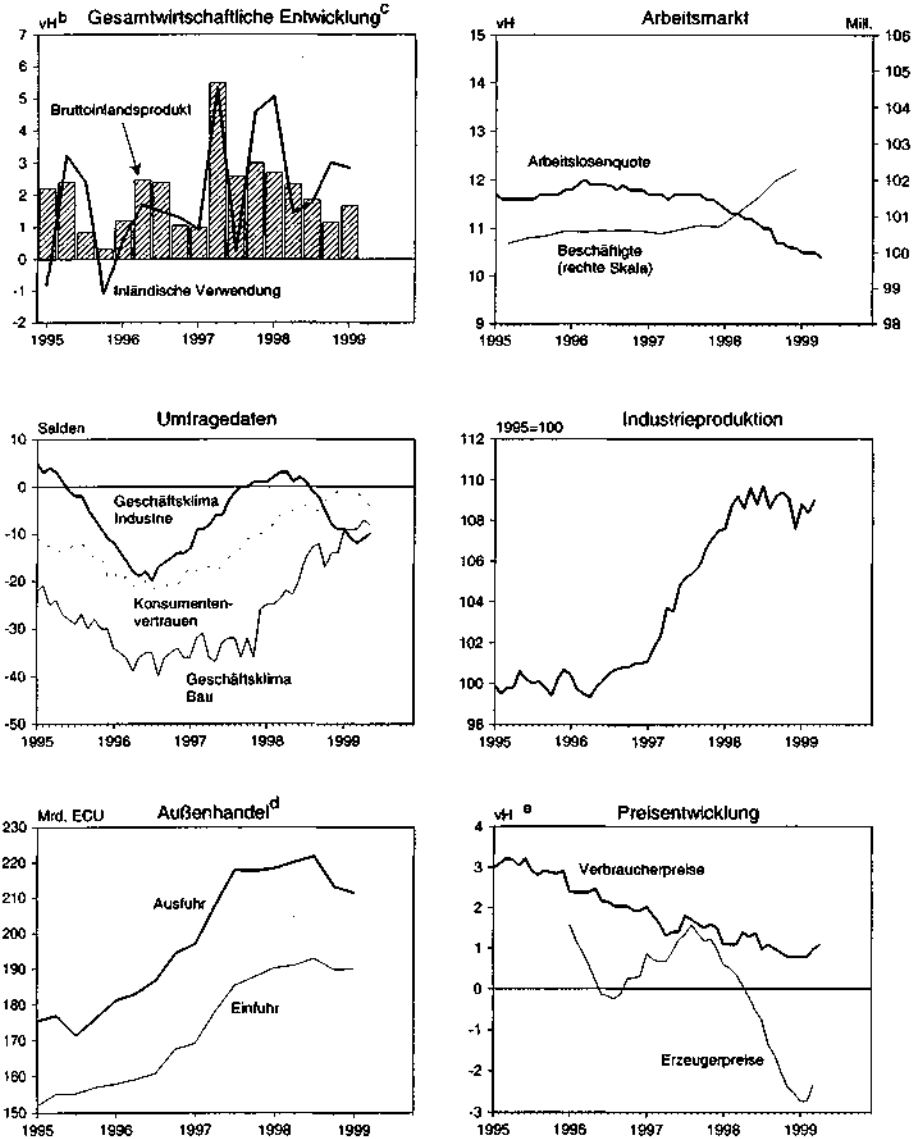 Gesamtwirtschaftliche Entwicklung c
vH b
7
6
5
4
3
2
1
0
-1
-2
Bruttoinlandsprodukt
Inländische Verwendung
1995 1996 1997 1998 1999
Arbeitsmarkt
vH
Mill.
15
14
13
12
11
10
9
106
105
104
103
102
101
100
99
98
Arbeitslosenquote
Beschäftigte
(rechte Skala)
1995 1996 1997 1998 1999
Umfragedaten
Salden
10
0
-10
-20
-30
-40
-50
Geschäftsklima
Industrie
Konsumenten-
vertrauen
Geschäftsklima
Bau
1995 1996 1997 1998 1999
Industrieproduktion
1995=100
112
110
108
106
104
102
100
98
1995 1996 1997 1998 1999
Außenhandel d
Mrd. ECU
230
220
210
200
190
180
170
160
150
Ausfuhr
Einfuhr
1995 1996 1997 1998 1999
Preisentwicklung
vH e
4
3
2
1
0
-1
-2
-3
Verbraucherpreise
Erzeugerpreise
1995 1996 1997 1998 1999